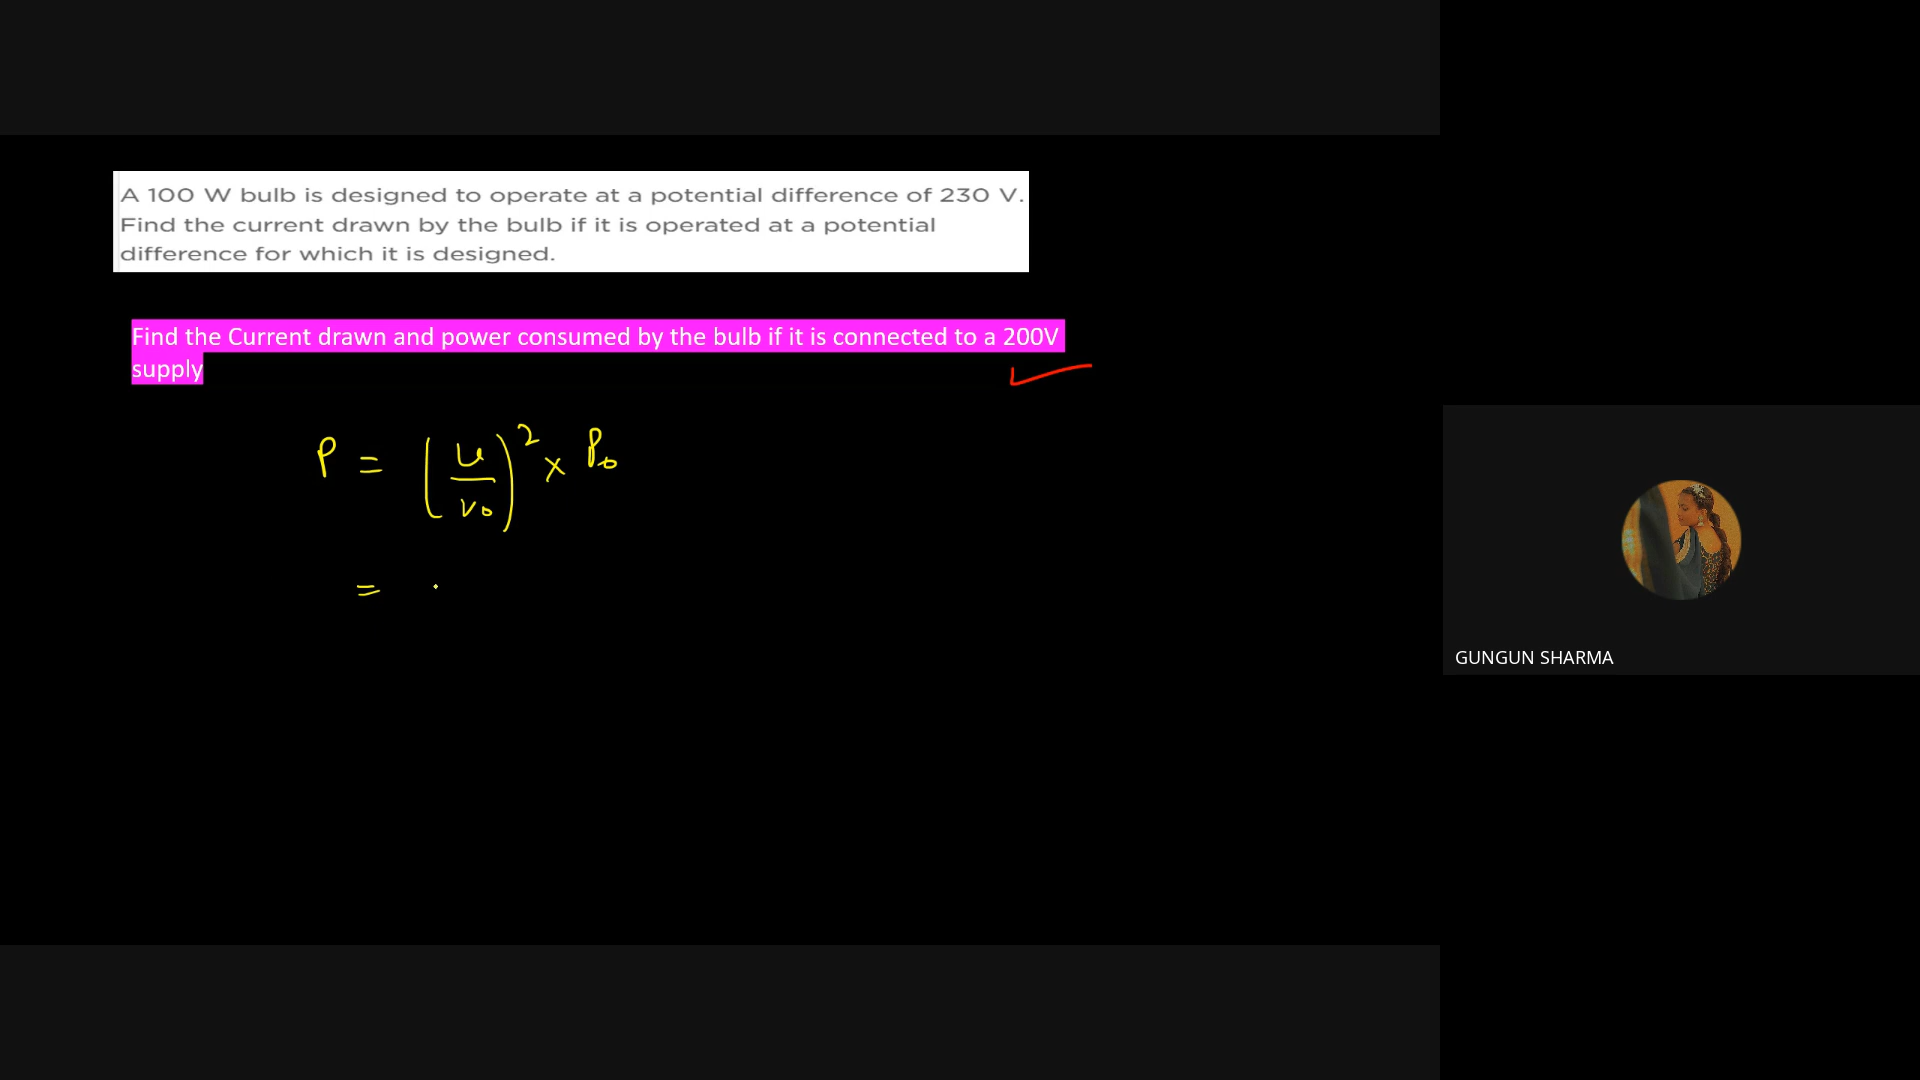 A 100 W bulb is designed to operate at a potential difference of 230 V.
Find the current drawn by the bulb if it is operated at a potential
difference for which it is designed.
Find the Current drawn and power consumed by the bulb if it is connected to a 200V
supply
P = (V/V₀)² × P₀
=
GUNGUN SHARMA